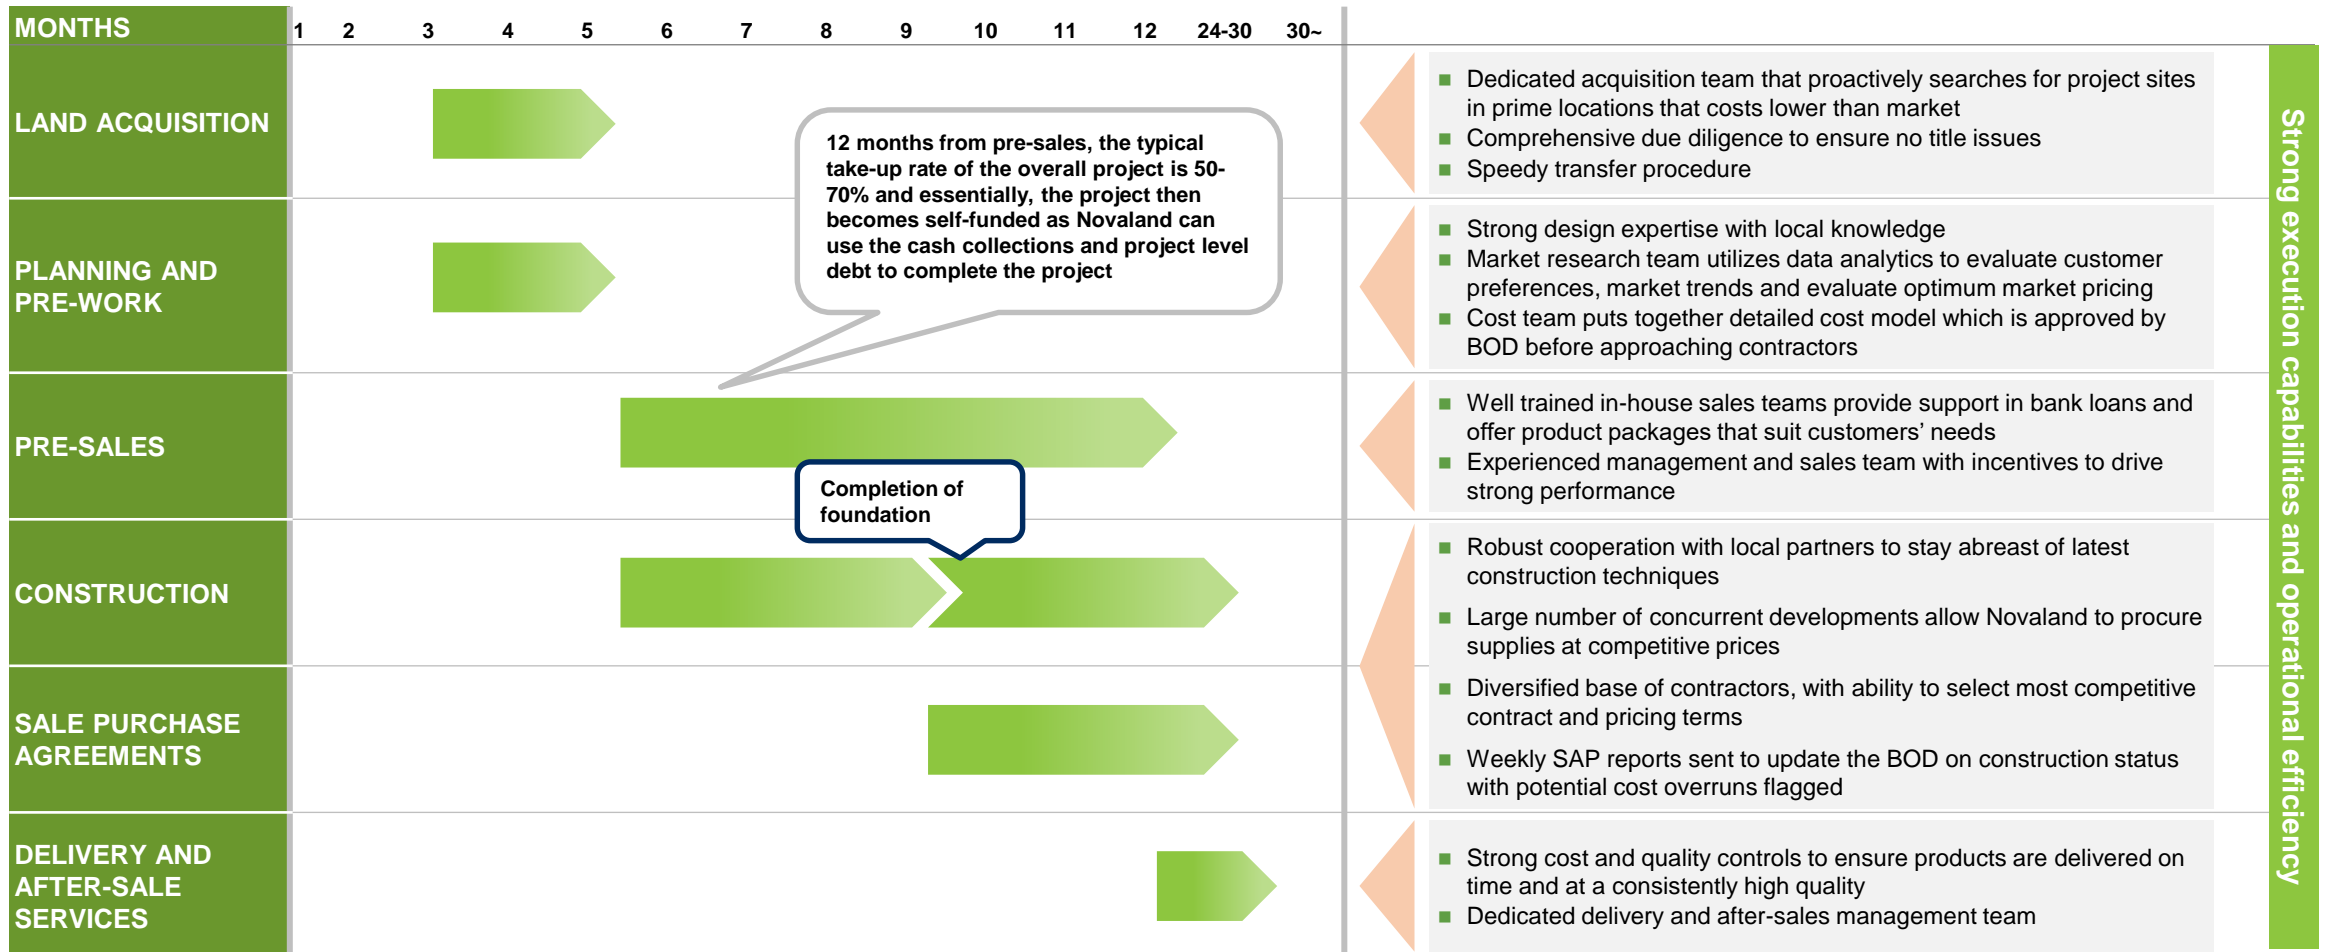 MONTHS 1 2 3 4 5 6 7 8 9 10 11 12 24-30 30~
LAND ACQUISITION
12 months from pre-sales, the typical
take-up rate of the overall project is 50-
70% and essentially, the project then
becomes self-funded as Novaland can
use the cash collections and project level
debt to complete the project
■ Dedicated acquisition team that proactively searches for project sites
in prime locations that costs lower than market
■ Comprehensive due diligence to ensure no title issues
■ Speedy transfer procedure
PLANNING AND
PRE-WORK
■ Strong design expertise with local knowledge
■ Market research team utilizes data analytics to evaluate customer
preferences, market trends and evaluate optimum market pricing
■ Cost team puts together detailed cost model which is approved by
BOD before approaching contractors
PRE-SALES
■ Well trained in-house sales teams provide support in bank loans and
offer product packages that suit customers’ needs
■ Experienced management and sales team with incentives to drive
strong performance
Completion of
foundation
CONSTRUCTION
■ Robust cooperation with local partners to stay abreast of latest
construction techniques
■ Large number of concurrent developments allow Novaland to procure
supplies at competitive prices
SALE PURCHASE
AGREEMENTS
■ Diversified base of contractors, with ability to select most competitive
contract and pricing terms
■ Weekly SAP reports sent to update the BOD on construction status
with potential cost overruns flagged
DELIVERY AND
AFTER-SALE
SERVICES
■ Strong cost and quality controls to ensure products are delivered on
time and at a consistently high quality
■ Dedicated delivery and after-sales management team
Strong execution capabilities and operational efficiency